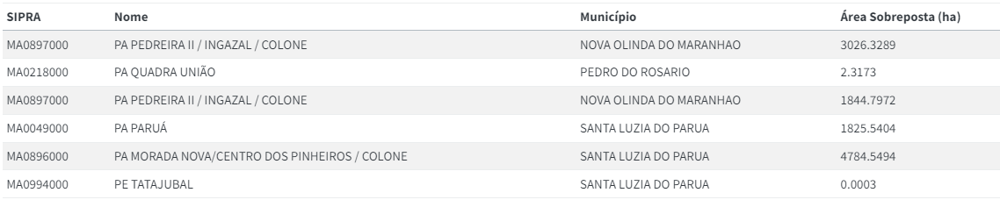 SIPRA Nome Município Área Sobreposta (ha)
MA0897000 PA PEDREIRA II / INGAZAL / COLONE NOVA OLINDA DO MARANHAO 3026.3289
MA0218000 PA QUADRA UNIÃO PEDRO DO ROSARIO 2.3173
MA0897000 PA PEDREIRA II / INGAZAL / COLONE NOVA OLINDA DO MARANHAO 1844.7972
MA0049000 PA PARUÁ SANTA LUZIA DO PARUA 1825.5404
MA0896000 PA MORADA NOVA/CENTRO DOS PINHEIROS / COLONE SANTA LUZIA DO PARUA 4784.5494
MA0994000 PE TATAJUBAL SANTA LUZIA DO PARUA 0.0003